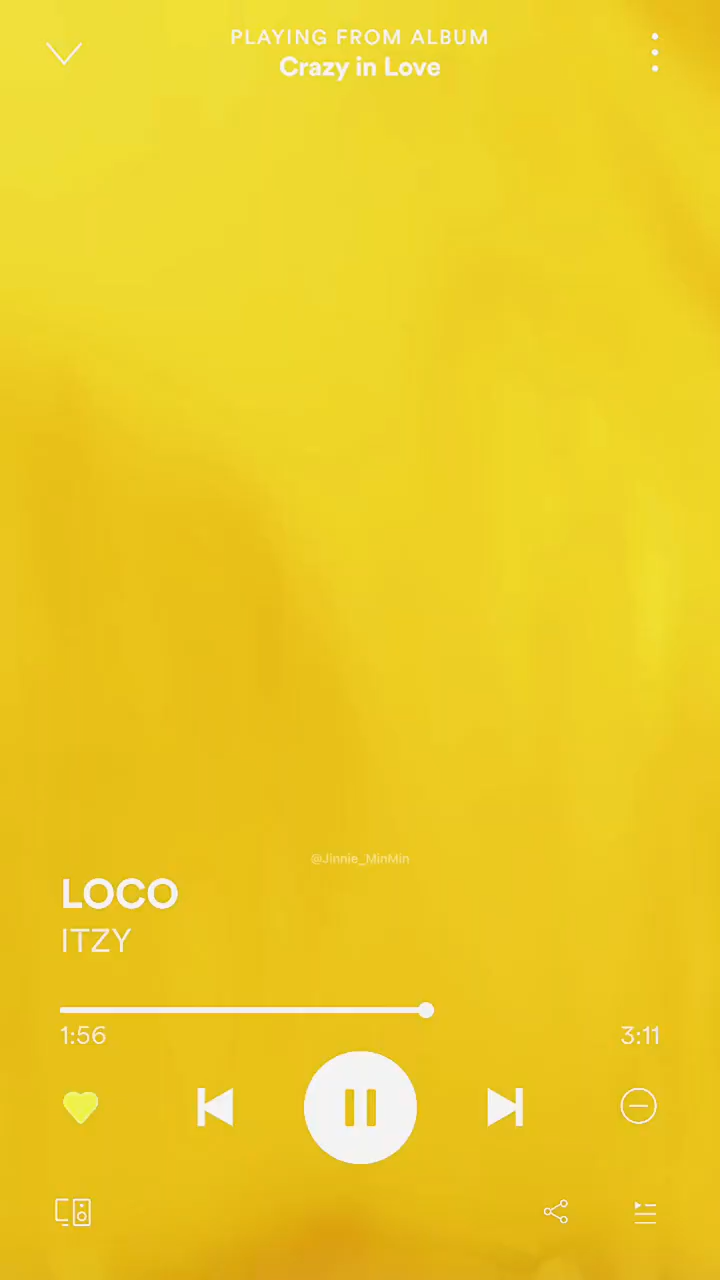 PLAYING FROM ALBUM
Crazy in Love
@Jinnie_MinMin
LOCO
ITZY
1:56
3:11